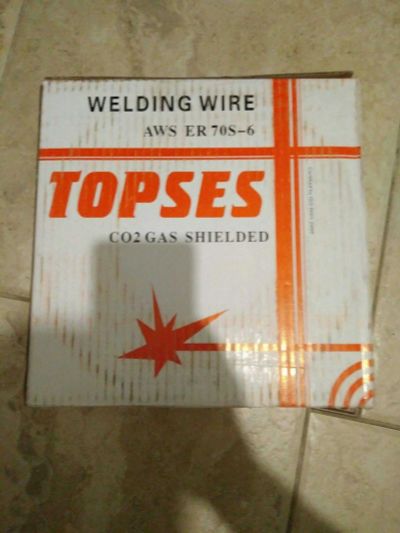 WELDING WIRE
AWS ER 70S-6
TOPSES
CO2 GAS SHIELDED